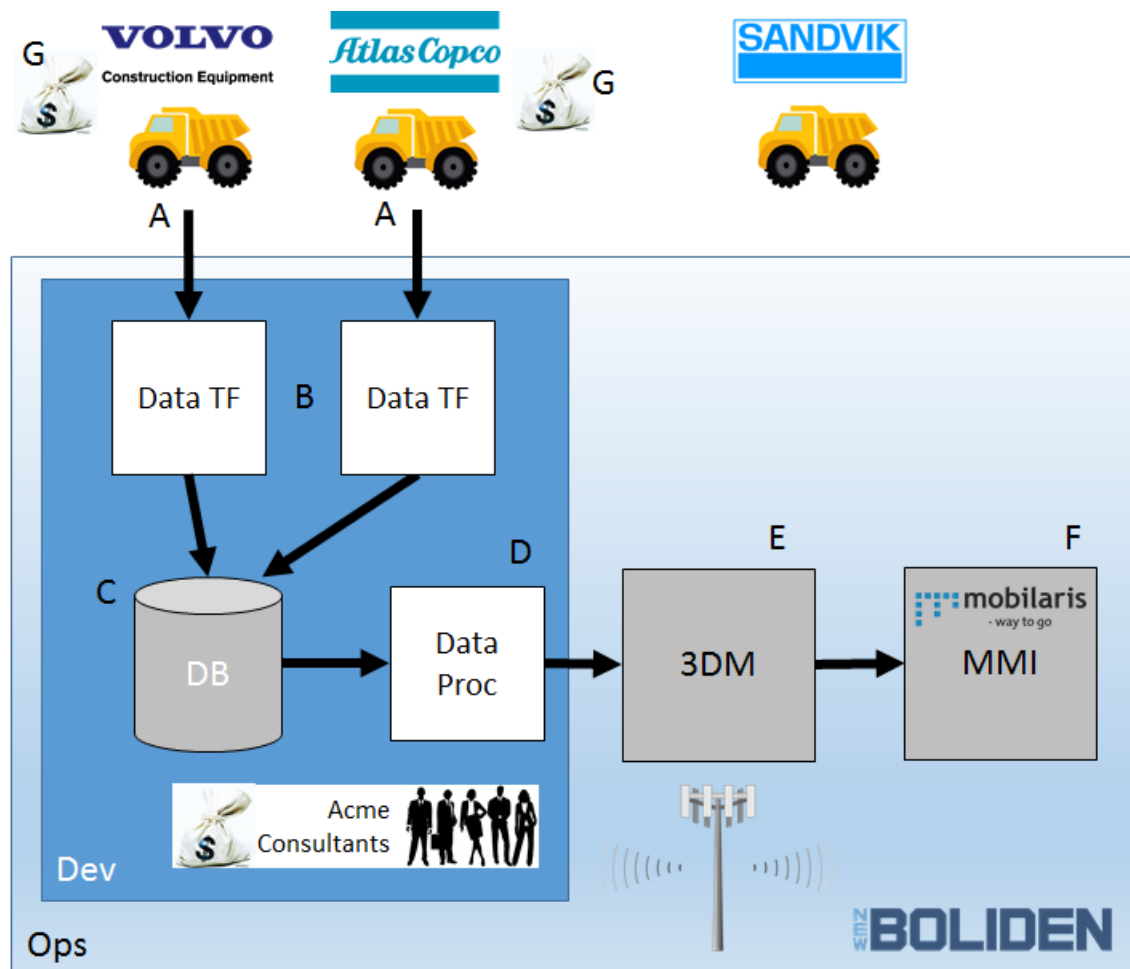 G
VOLVO
Construction Equipment
Atlas Copco
G
SANDVIK
$
$
A
A
Data TF
B
Data TF
C
D
E
F
DB
Data
Proc
3DM
mobilaris
- way to go
MMI
$
Acme
Consultants
Dev
Ops
NEW
BOLIDEN